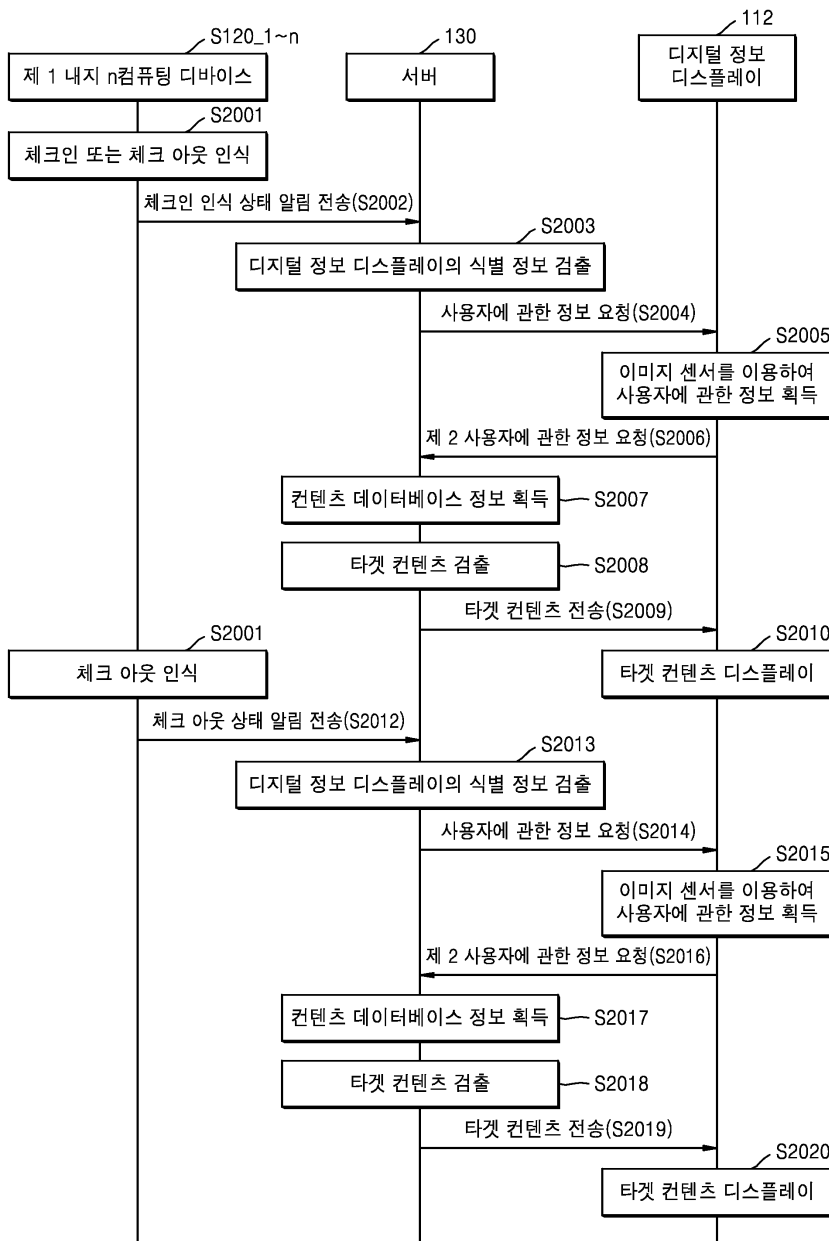 S120_1~n
130
112
제 1 내지 n컴퓨팅 디바이스
서버
디지털 정보
디스플레이
S2001
체크인 또는 체크 아웃 인식
체크인 인식 상태 알림 전송(S2002)
S2003
디지털 정보 디스플레이의 식별 정보 검출
사용자에 관한 정보 요청(S2004)
S2005
이미지 센서를 이용하여
사용자에 관한 정보 획득
제 2 사용자에 관한 정보 요청(S2006)
컨텐츠 데이터베이스 정보 획득
S2007
타겟 컨텐츠 검출
S2008
타겟 컨텐츠 전송(S2009)
S2001
S2010
체크 아웃 인식
타겟 컨텐츠 디스플레이
체크 아웃 상태 알림 전송(S2012)
S2013
디지털 정보 디스플레이의 식별 정보 검출
사용자에 관한 정보 요청(S2014)
S2015
이미지 센서를 이용하여
사용자에 관한 정보 획득
제 2 사용자에 관한 정보 요청(S2016)
컨텐츠 데이터베이스 정보 획득
S2017
타겟 컨텐츠 검출
S2018
타겟 컨텐츠 전송(S2019)
S2020
타겟 컨텐츠 디스플레이